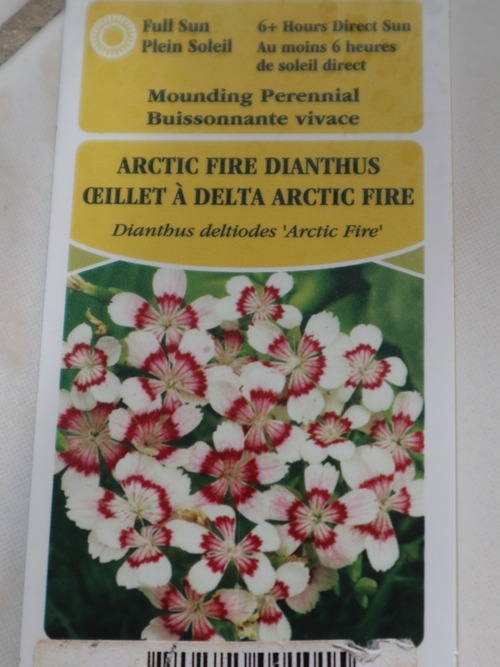 Full Sun
Plein Soleil
6+ Hours Direct Sun
Au moins 6 heures
de soleil direct
Mounding Perennial
Buissonnante vivace
ARCTIC FIRE DIANTHUS
ŒILLET À DELTA ARCTIC FIRE
Dianthus deltiodes 'Arctic Fire'